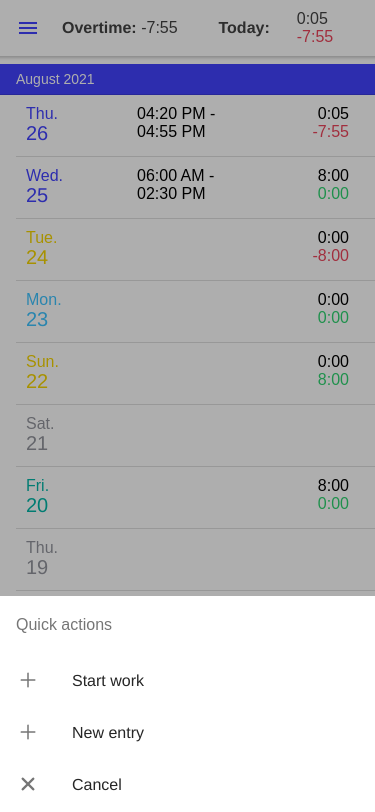 Overtime: -7:55 Today: 0:05
-7:55
August 2021
Thu. 04:20 PM - 0:05
26 04:55 PM -7:55
Wed. 06:00 AM - 8:00
25 02:30 PM 0:00
Tue. 0:00
24 -8:00
Mon. 0:00
23 0:00
Sun. 0:00
22 8:00
Sat.
21
Fri. 8:00
20 0:00
Thu.
19
Quick actions
Start work
New entry
Cancel